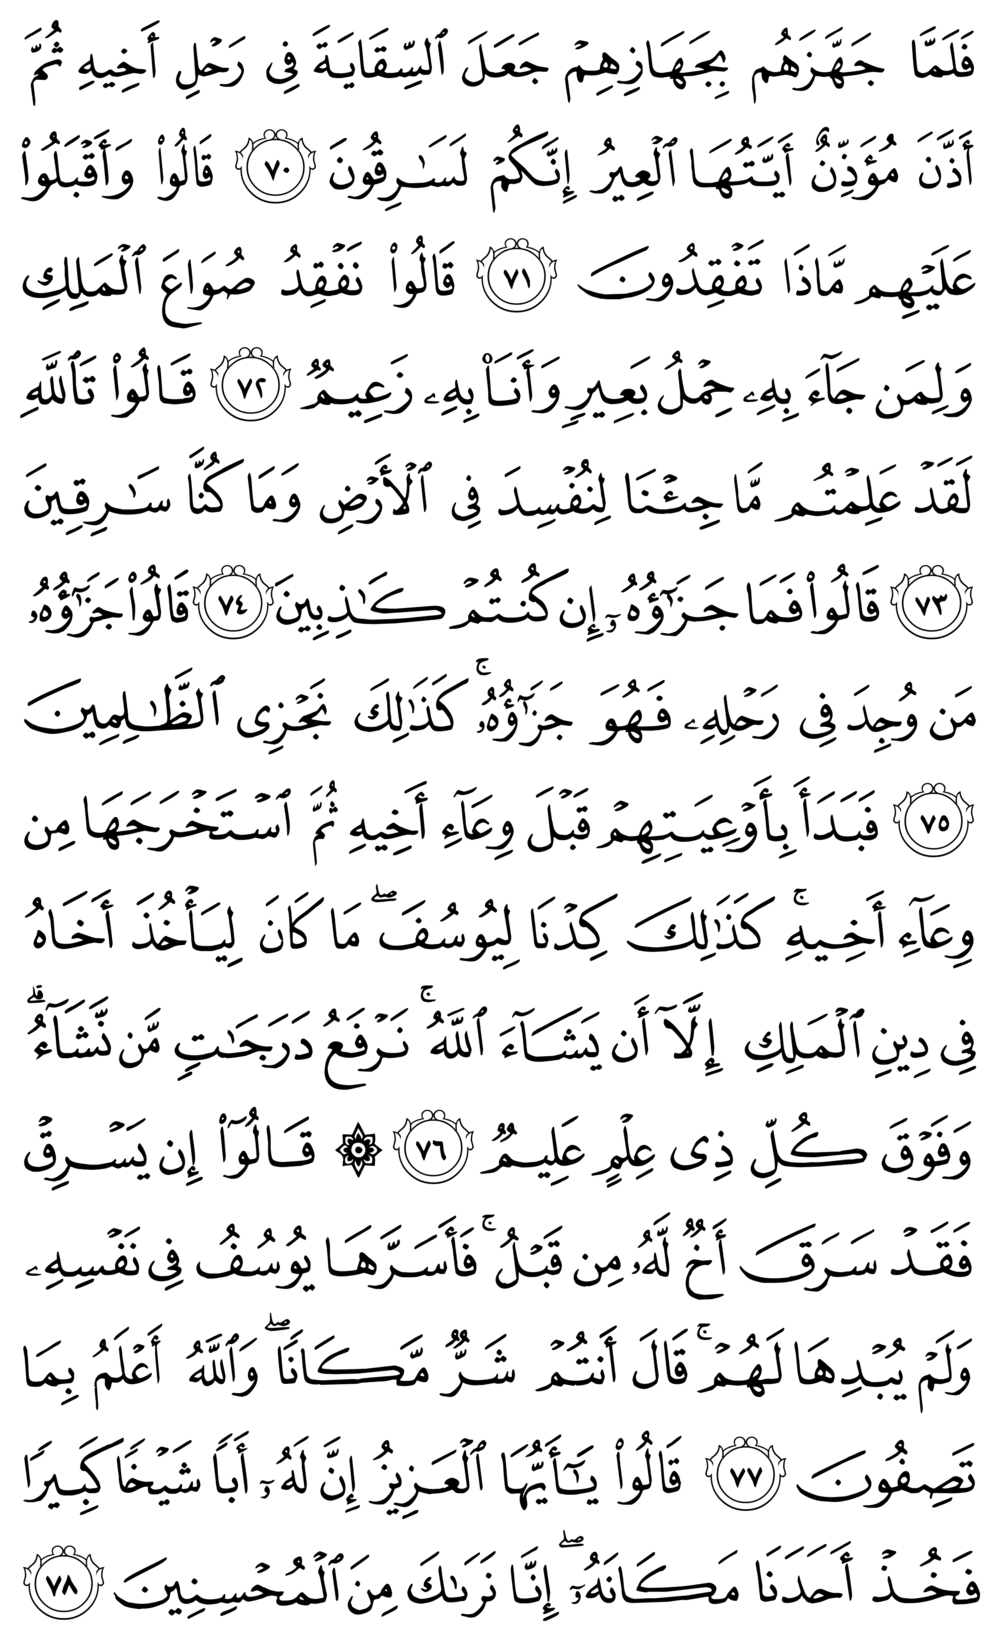 فَلَمَّا جَهَّزَهُم بِجَهَازِهِمْ جَعَلَ ٱلسِّقَايَةَ فِى رَحْلِ أَخِيهِ ثُمَّ
أَذَّنَ مُؤَذِّنٌ أَيَّتُهَا ٱلْعِيرُ إِنَّكُمْ لَسَٰرِقُونَ ٧٠ قَالُوا۟ وَأَقْبَلُوا۟
عَلَيْهِم مَّاذَا تَفْقِدُونَ ٧١ قَالُوا۟ نَفْقِدُ صُوَاعَ ٱلْمَلِكِ
وَلِمَن جَآءَ بِهِۦ حِمْلُ بَعِيرٍ وَأَنَا۠ بِهِۦ زَعِيمٌ ٧٢ قَالُوا۟ تَٱللَّهِ
لَقَدْ عَلِمْتُم مَّا جِئْنَا لِنُفْسِدَ فِى ٱلْأَرْضِ وَمَا كُنَّا سَٰرِقِينَ
٧٣ قَالُوا۟ فَمَا جَزَٰٓؤُهُۥٓ إِن كُنتُمْ كَٰذِبِينَ ٧٤ قَالُوا۟ جَزَٰٓؤُهُۥ
مَن وُجِدَ فِى رَحْلِهِۦ فَهُوَ جَزَٰٓؤُهُۥ ۚ كَذَٰلِكَ نَجْزِى ٱلظَّٰلِمِينَ
٧٥ فَبَدَأَ بِأَوْعِيَتِهِمْ قَبْلَ وِعَآءِ أَخِيهِ ثُمَّ ٱسْتَخْرَجَهَا مِن
وِعَآءِ أَخِيهِ ۚ كَذَٰلِكَ كِدْنَا لِيُوسُفَ ۖ مَا كَانَ لِيَأْخُذَ أَخَاهُ
فِى دِينِ ٱلْمَلِكِ إِلَّآ أَن يَشَآءَ ٱللَّهُ ۚ نَرْفَعُ دَرَجَٰتٍ مَّن نَّشَآءُ ۗ
وَفَوْقَ كُلِّ ذِى عِلْمٍ عَلِيمٌ ٧٦ ۞ قَالُوٓا۟ إِن يَسْرِقْ
فَقَدْ سَرَقَ أَخٌ لَّهُۥ مِن قَبْلُ ۚ فَأَسَرَّهَا يُوسُفُ فِى نَفْسِهِۦ
وَلَمْ يُبْدِهَا لَهُمْ ۚ قَالَ أَنتُمْ شَرٌّ مَّكَانًا ۖ وَٱللَّهُ أَعْلَمُ بِمَا
تَصِفُونَ ٧٧ قَالُوا۟ يَٰٓأَيُّهَا ٱلْعَزِيزُ إِنَّ لَهُۥٓ أَبًا شَيْخًا كَبِيرًا
فَخُذْ أَحَدَنَا مَكَانَهُۥٓ ۖ إِنَّا نَرَىٰكَ مِنَ ٱلْمُحْسِنِينَ ٧٨